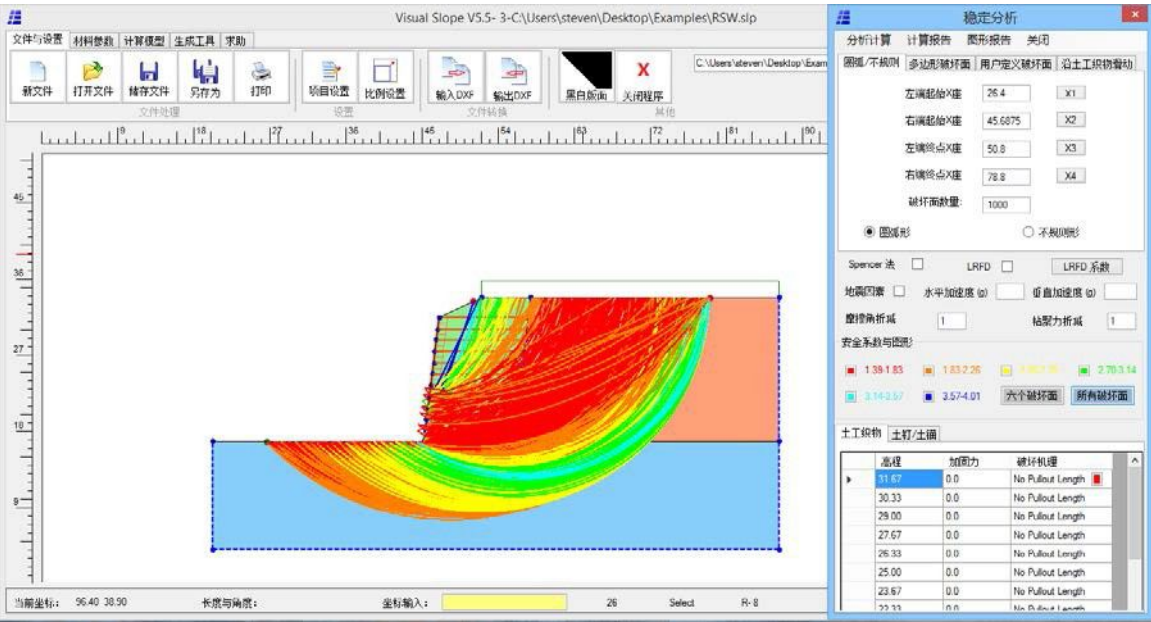 Visual Slope V5.5- 3-C:\Users\steven\Desktop\Examples\RSW.slp
文件与设置 材料参数 计算模型 生成工具 求助
新文件 打开文件 储存文件 另存为 打印 项目设置 比例设置 输入DXF 输出DXF 黑白版面 X 关闭程序
C:\Users\steven\Desktop\Exam
文件处理 设置 文件转换 其他
9 18 27 36 45 54 63 72 81 90
45
36
27
18
9
当前坐标: 96.40 38.90 长度与角度: 坐标输入: 26 Select R- 8
稳定分析
分析计算 计算报告 图形报告 关闭
圆弧/不规则 多边形破坏面 用户定义破坏面 沿土工织物滑动
左端起始X座 26.4 X1
右端起始X座 45.6875 X2
左端终点X座 50.8 X3
右端终点X座 78.8 X4
破坏面数量: 1000
圆弧形 不规则形
Spencer 法 LRFD LRFD 系数
地震因素 水平加速度 (g) 垂直加速度 (g)
摩擦角折减 1 粘聚力折减 1
安全系数与图形
1.39-1.83 1.83-2.26 2.70-3.14
3.14-3.57 3.57-4.01 六个破坏面 所有破坏面
土工织物 土钉/土锚
高程 加固力 破坏机理
31.67 0.0 No Pullout Length
30.33 0.0 No Pullout Length
29.00 0.0 No Pullout Length
27.67 0.0 No Pullout Length
26.33 0.0 No Pullout Length
25.00 0.0 No Pullout Length
23.67 0.0 No Pullout Length
22.33 0.0 No Pullout Length